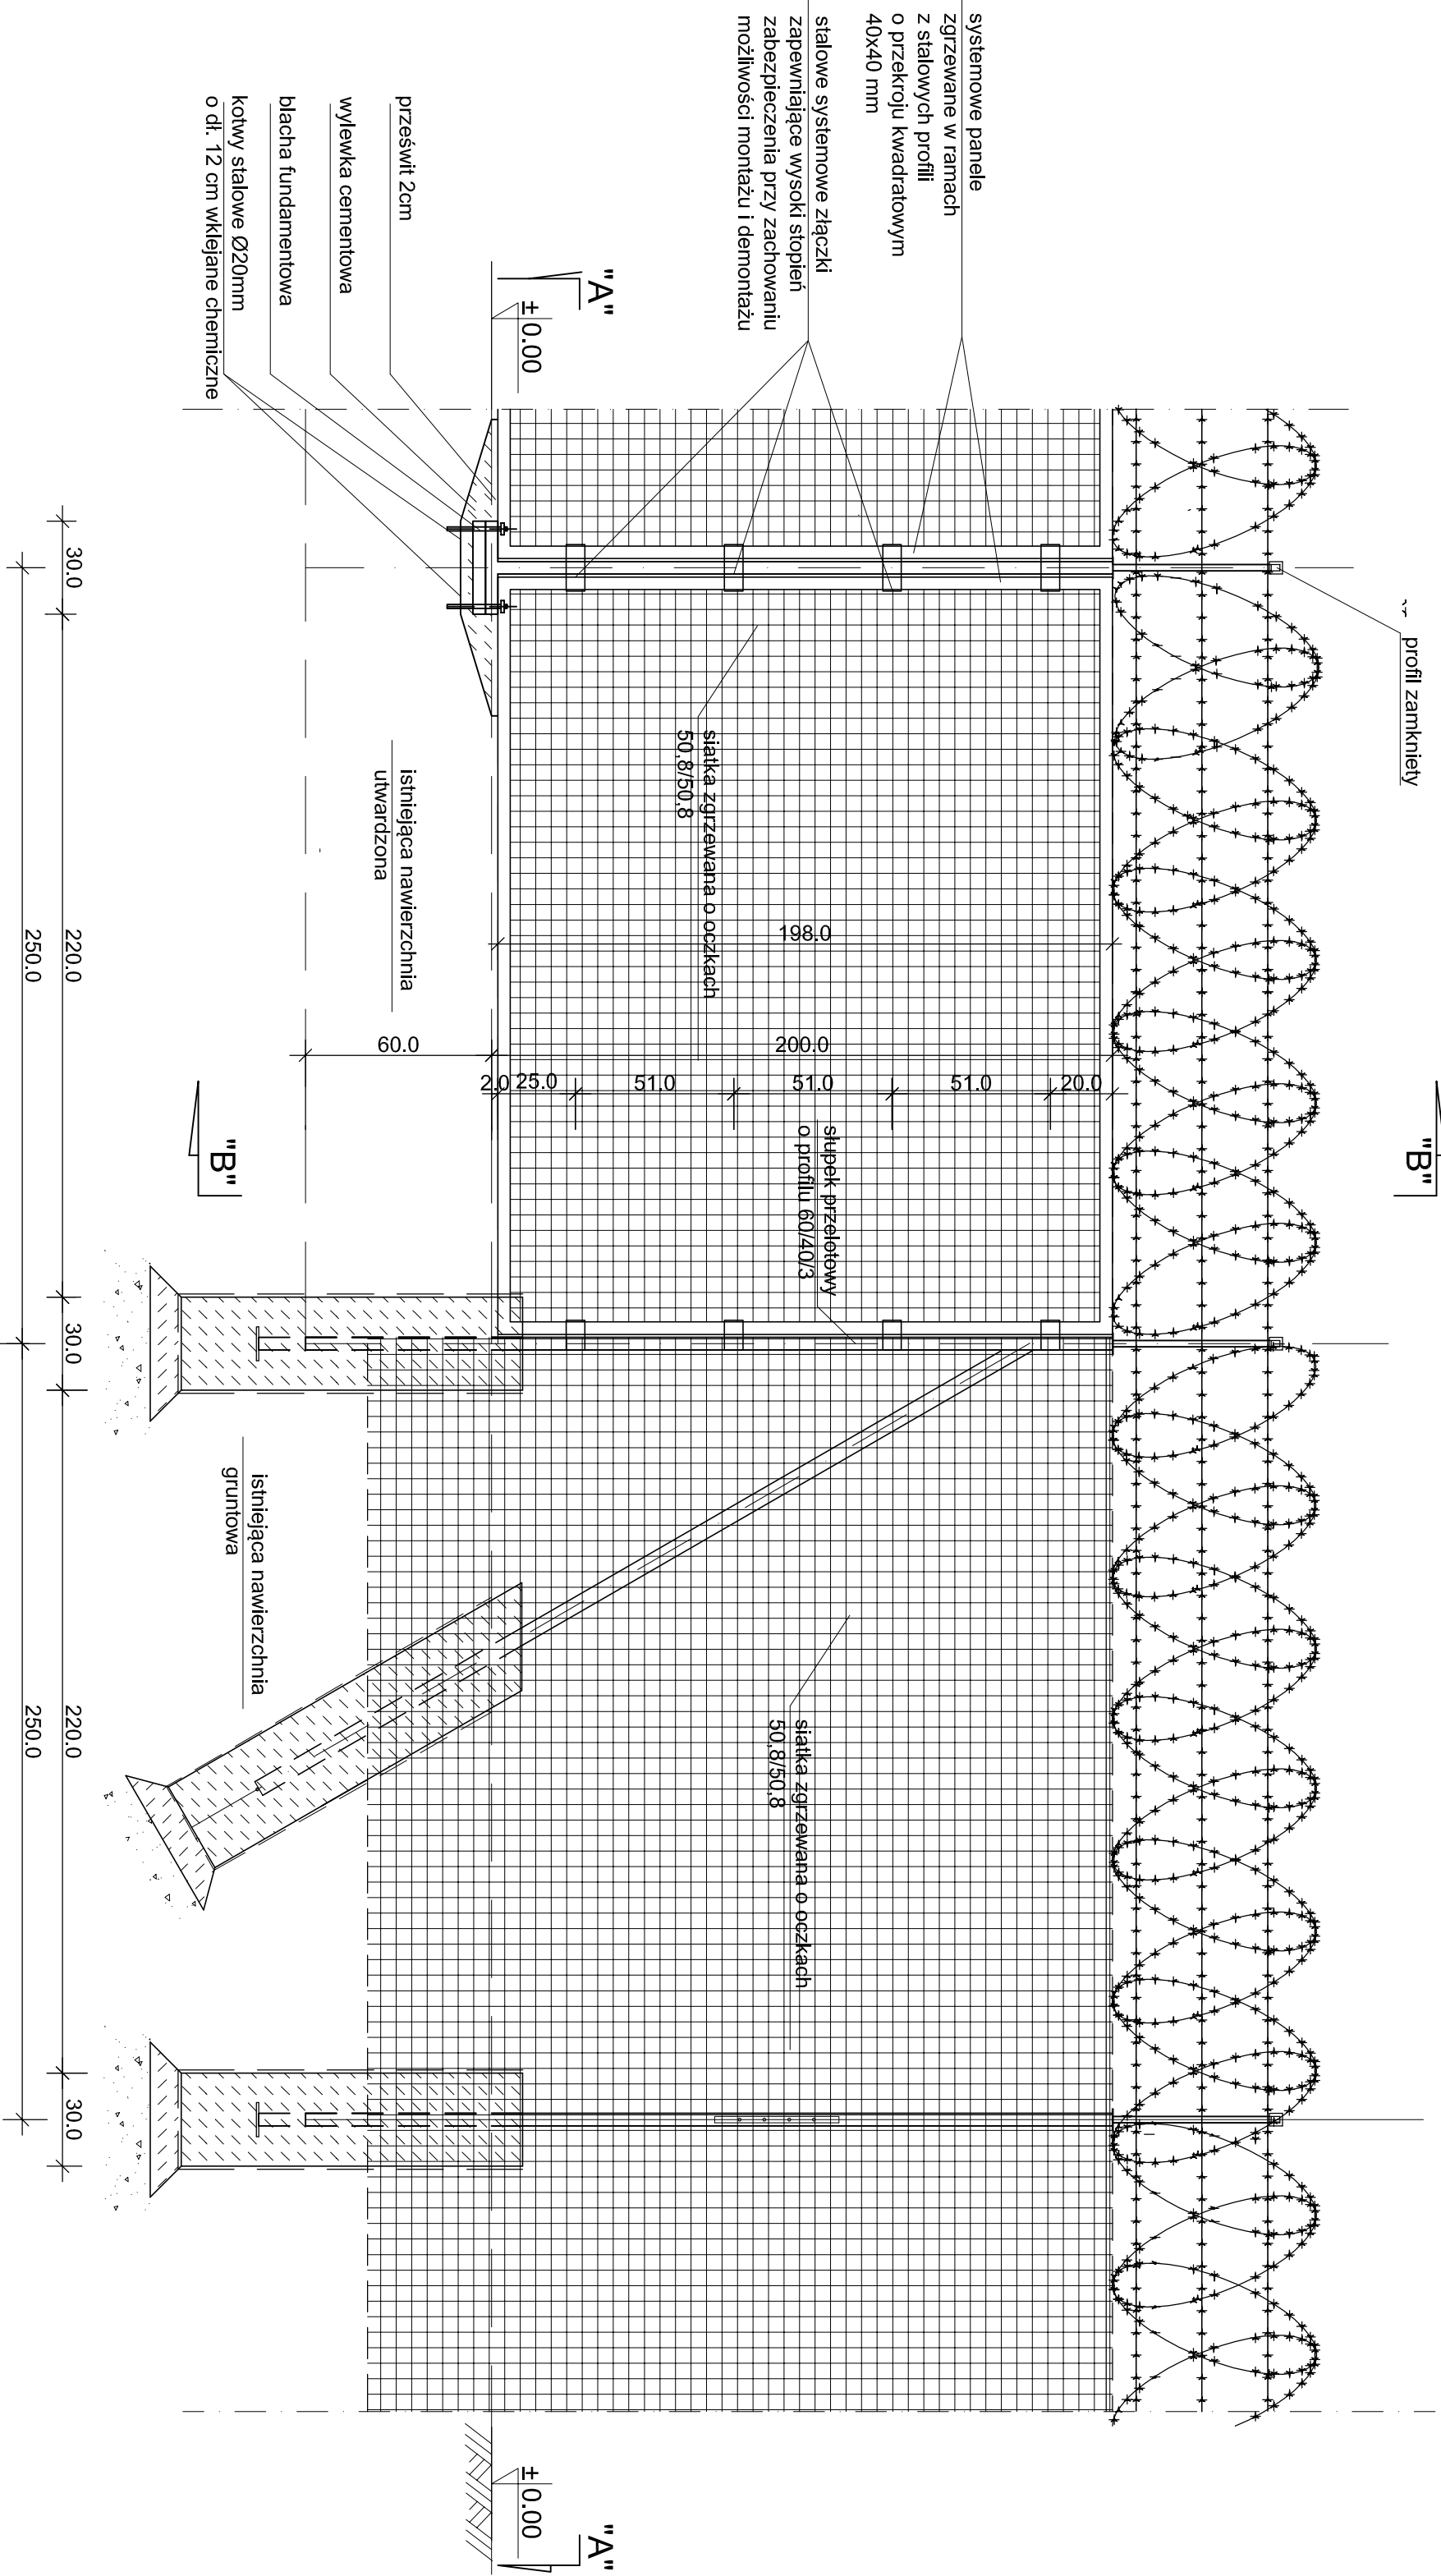 profil zamkniety
"B"
systemowe panele
zgrzewane w ramach
z stalowych profili
o przekroju kwadratowym
40x40 mm
stalowe systemowe złączki
zapewniające wysoki stopień
zabezpieczenia przy zachowaniu
możliwości montażu i demontażu
"A"
± 0.00
prześwit 2cm
wylewka cementowa
blacha fundamentowa
kotwy stalowe Ø20mm
o dł. 12 cm wklejane chemiczne
siatka zgrzewana o oczkach
50,8/50,8
198.0
200.0
60.0
2.0
25.0
51.0
51.0
51.0
20.0
słupek przelotowy
o profilu 60/40/3
siatka zgrzewana o oczkach
50,8/50,8
istniejąca nawierzchnia
utwardzona
istniejąca nawierzchnia
gruntowa
"B"
± 0.00
"A"
30.0
220.0
30.0
220.0
30.0
250.0
250.0